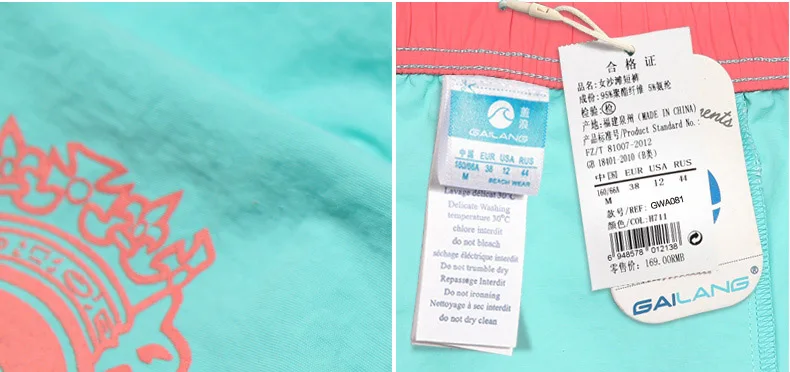 盖浪
GAILANG
中国 EUR USA RUS
160/66A 38 12 44
M BEACH WEAR
Lavage délicat 30°C
Delicate Washing
temperature 30°C
chlore interdit
do not bleach
séchage éléctrique interdit
Do not tumble dry
Repassage Interdit
Do not ironing
Nettoyage à sec interdit
do not dry clean
合格证
品名:女沙滩短裤
成份:95%聚酯纤维 5%氨纶
检验: 检
产地:福建泉州(MADE IN CHINA)
产品标准号/Product Standard No.:
FZ/T 81007-2012
GB 18401-2010 (B类)
中国 EUR USA RUS
160/66A 38 12 44
M
款号/REF: GWA081
颜色/COL: H711
6 948578 012138
零售价: 169.00RMB
GAILANG®